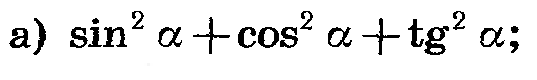 а) sin² α + cos² α + tg² α;